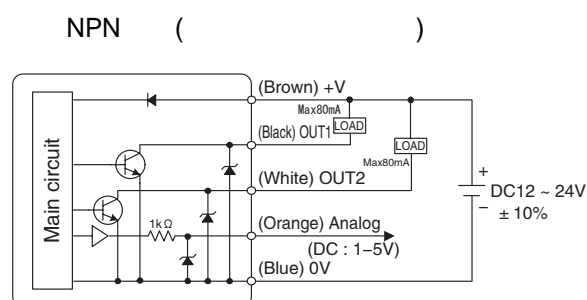 NPN ( )
(Brown) +V
Max80mA
(Black) OUT1
LOAD
LOAD
Max80mA
Main circuit
(White) OUT2
+
DC12 ~ 24V
−
± 10%
1kΩ
(Orange) Analog
(DC : 1−5V)
(Blue) 0V